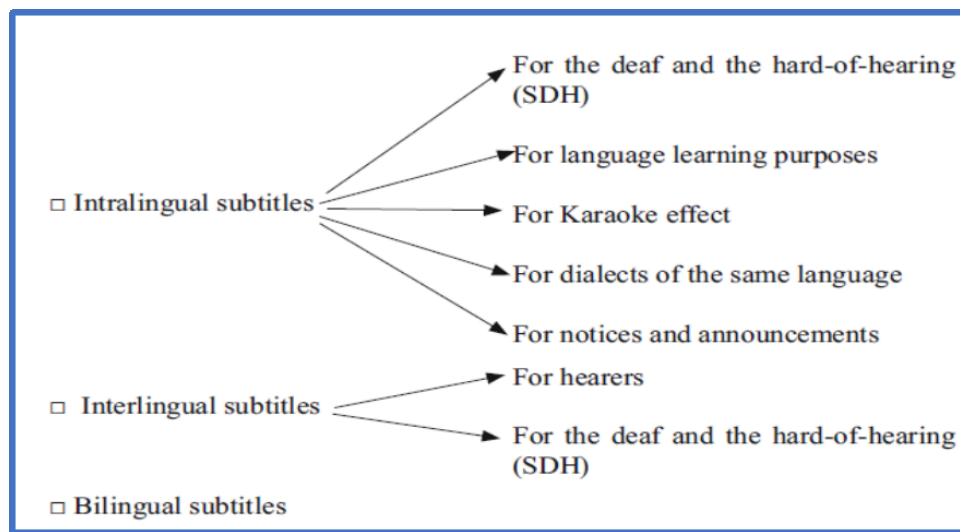 For the deaf and the hard-of-hearing
(SDH)
For language learning purposes
□ Intralingual subtitles
For Karaoke effect
For dialects of the same language
For notices and announcements
For hearers
□ Interlingual subtitles
For the deaf and the hard-of-hearing
(SDH)
□ Bilingual subtitles